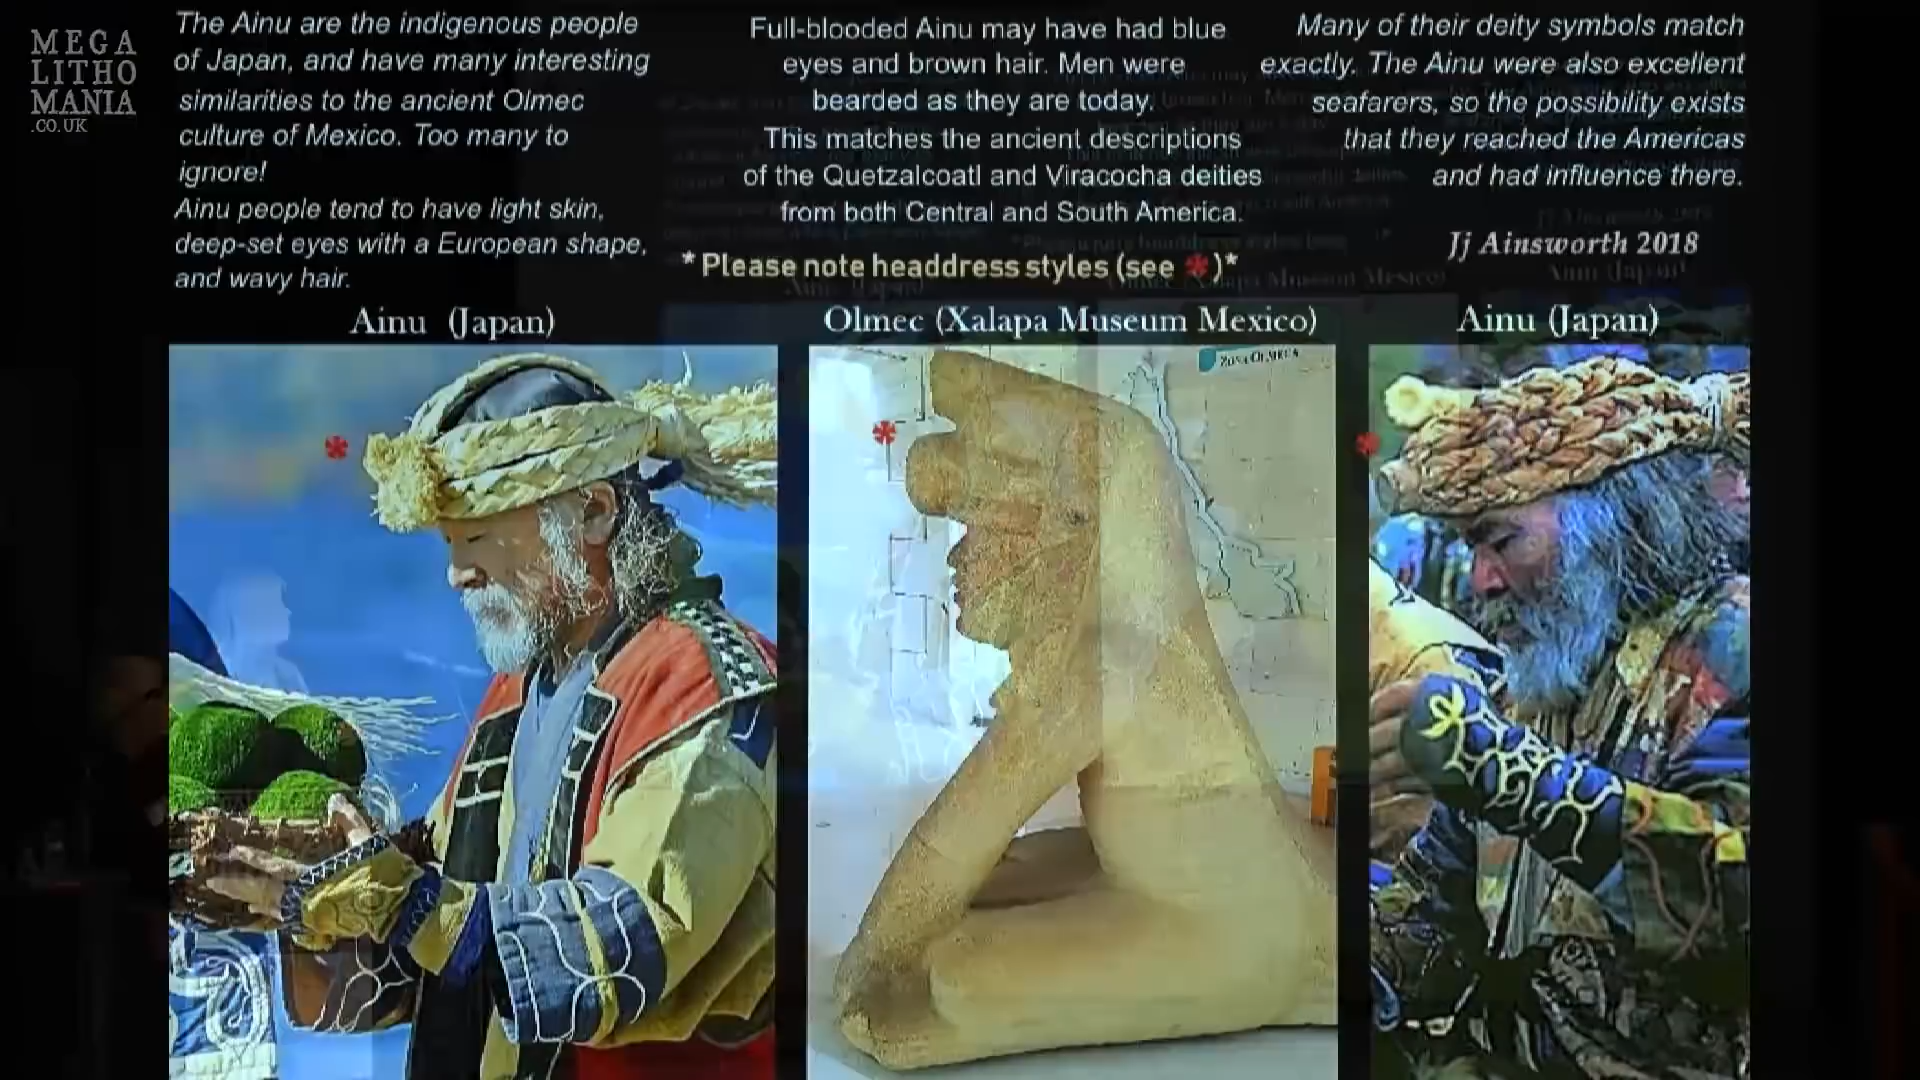 MEGA
LITHO
MANIA
.CO.UK
The Ainu are the indigenous people
of Japan, and have many interesting
similarities to the ancient Olmec
culture of Mexico. Too many to
ignore!
Ainu people tend to have light skin,
deep-set eyes with a European shape,
and wavy hair.
Full-blooded Ainu may have had blue
eyes and brown hair. Men were
bearded as they are today.
This matches the ancient descriptions
of the Quetzalcoatl and Viracocha deities
from both Central and South America.
*Please note headdress styles (see *)*
Many of their deity symbols match
exactly. The Ainu were also excellent
seafarers, so the possibility exists
that they reached the Americas
and had influence there.
Jj Ainsworth 2018
Ainu (Japan)
Olmec (Xalapa Museum Mexico)
Ainu (Japan)
ZONA OLMECA